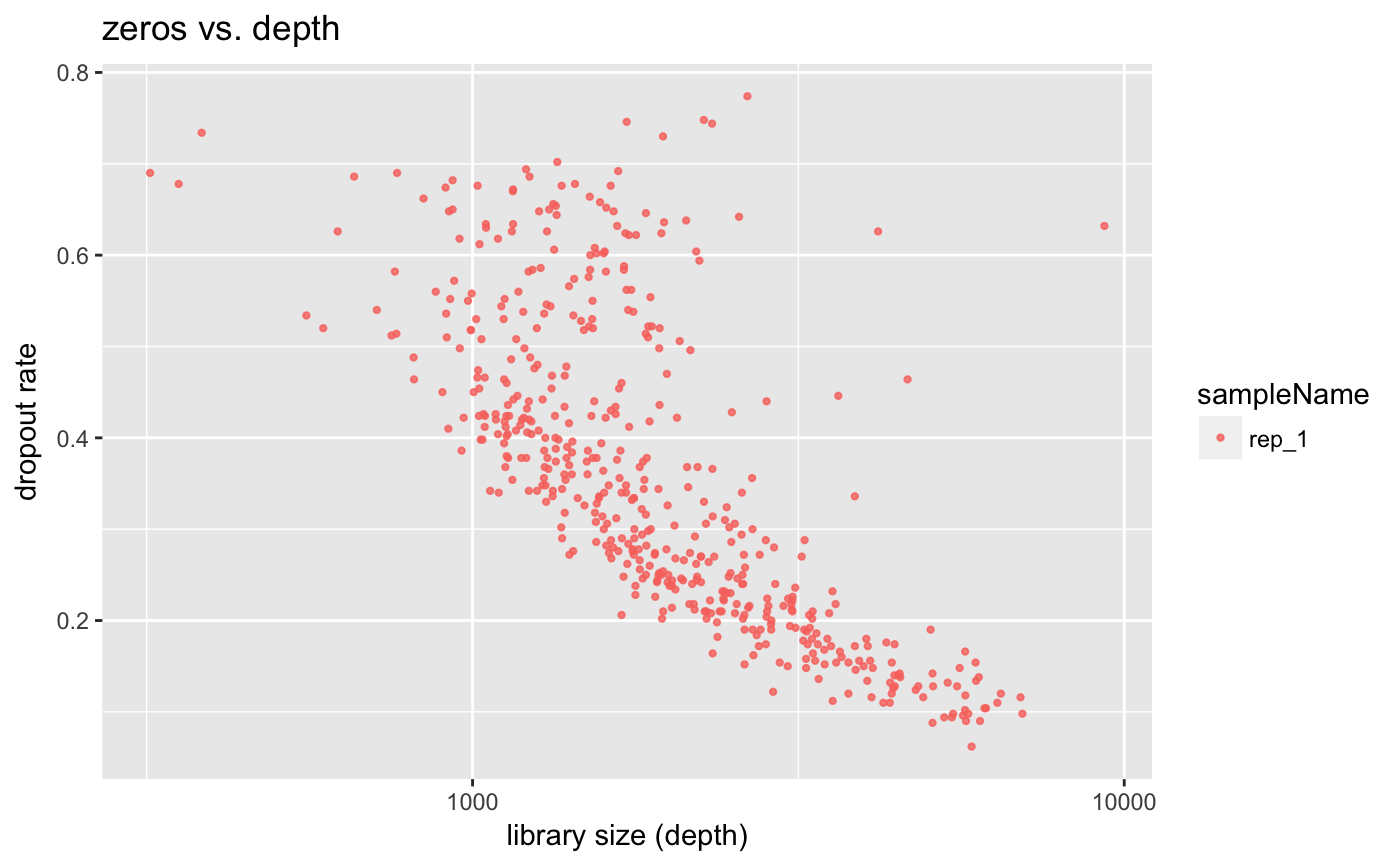 zeros vs. depth
0.8
0.6
0.4
0.2
dropout rate
1000
10000
library size (depth)
sampleName
rep_1